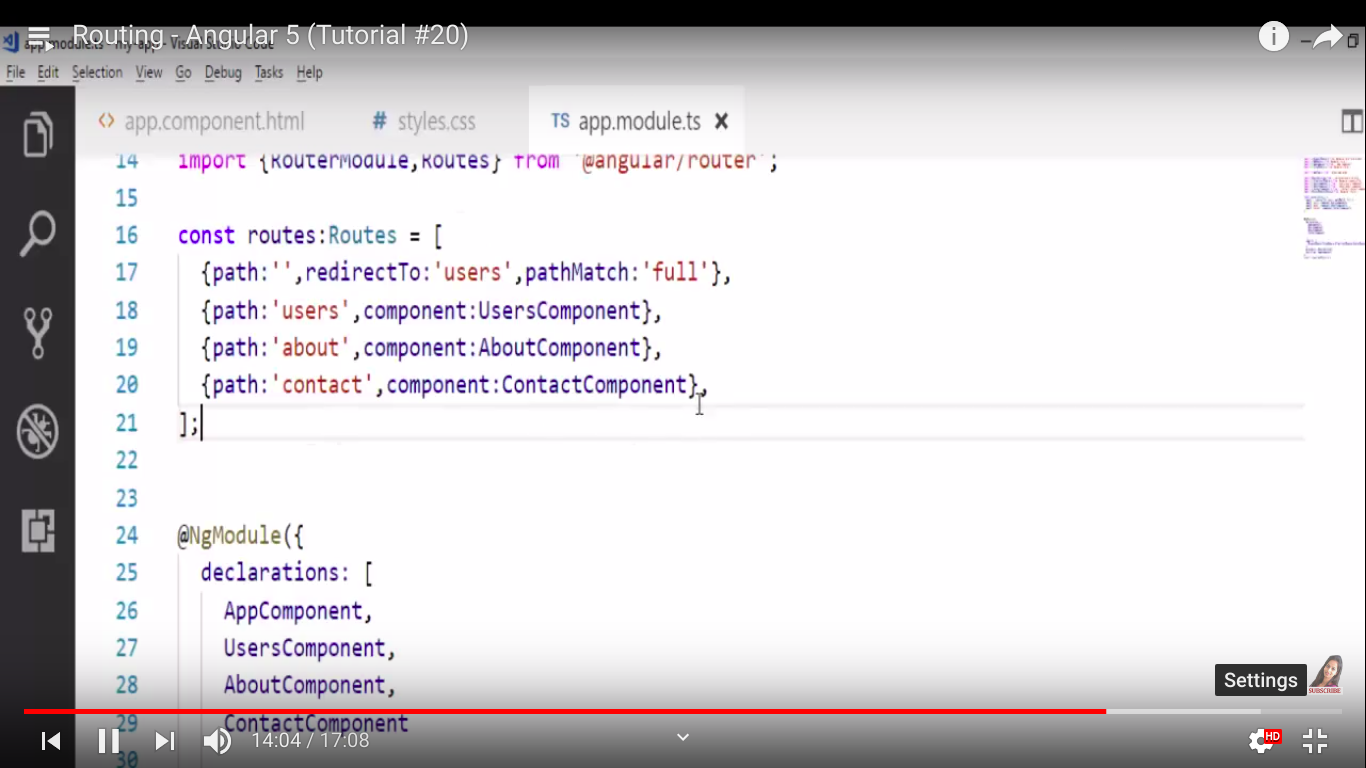 Routing - Angular 5 (Tutorial #20)
app.module.ts - my-app - Visual Studio Code
File Edit Selection View Go Debug Tasks Help
<> app.component.html # styles.css TS app.module.ts ×
14 import {RouterModule,Routes} from '@angular/router';
15
16 const routes:Routes = [
17 {path:'',redirectTo:'users',pathMatch:'full'},
18 {path:'users',component:UsersComponent},
19 {path:'about',component:AboutComponent},
20 {path:'contact',component:ContactComponent},
21 ];
22
23
24 @NgModule({
25 declarations: [
26 AppComponent,
27 UsersComponent,
28 AboutComponent,
29 ContactComponent
30
Settings
SUBSCRIBE
14:04 / 17:08
HD